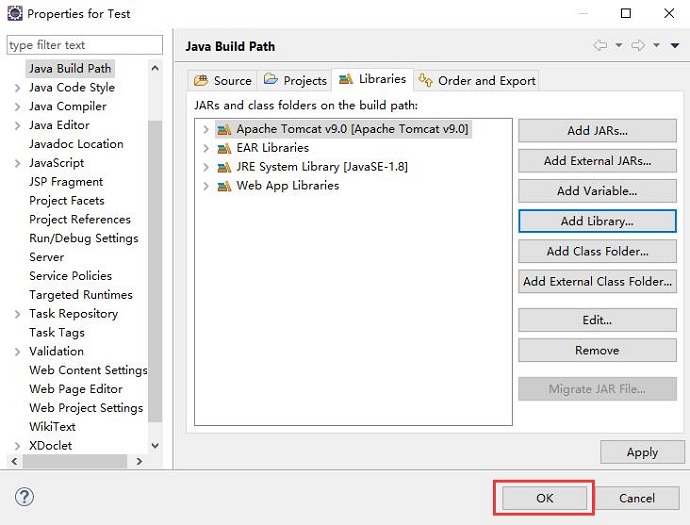 Properties for Test
type filter text
Java Build Path
Java Code Style
Java Compiler
Java Editor
Javadoc Location
JavaScript
JSP Fragment
Project Facets
Project References
Run/Debug Settings
Server
Service Policies
Targeted Runtimes
Task Repository
Task Tags
Validation
Web Content Settings
Web Page Editor
Web Project Settings
WikiText
XDoclet
Java Build Path
Source
Projects
Libraries
Order and Export
JARs and class folders on the build path:
Apache Tomcat v9.0 [Apache Tomcat v9.0]
EAR Libraries
JRE System Library [JavaSE-1.8]
Web App Libraries
Add JARs...
Add External JARs...
Add Variable...
Add Library...
Add Class Folder...
Add External Class Folder...
Edit...
Remove
Migrate JAR File...
Apply
OK
Cancel